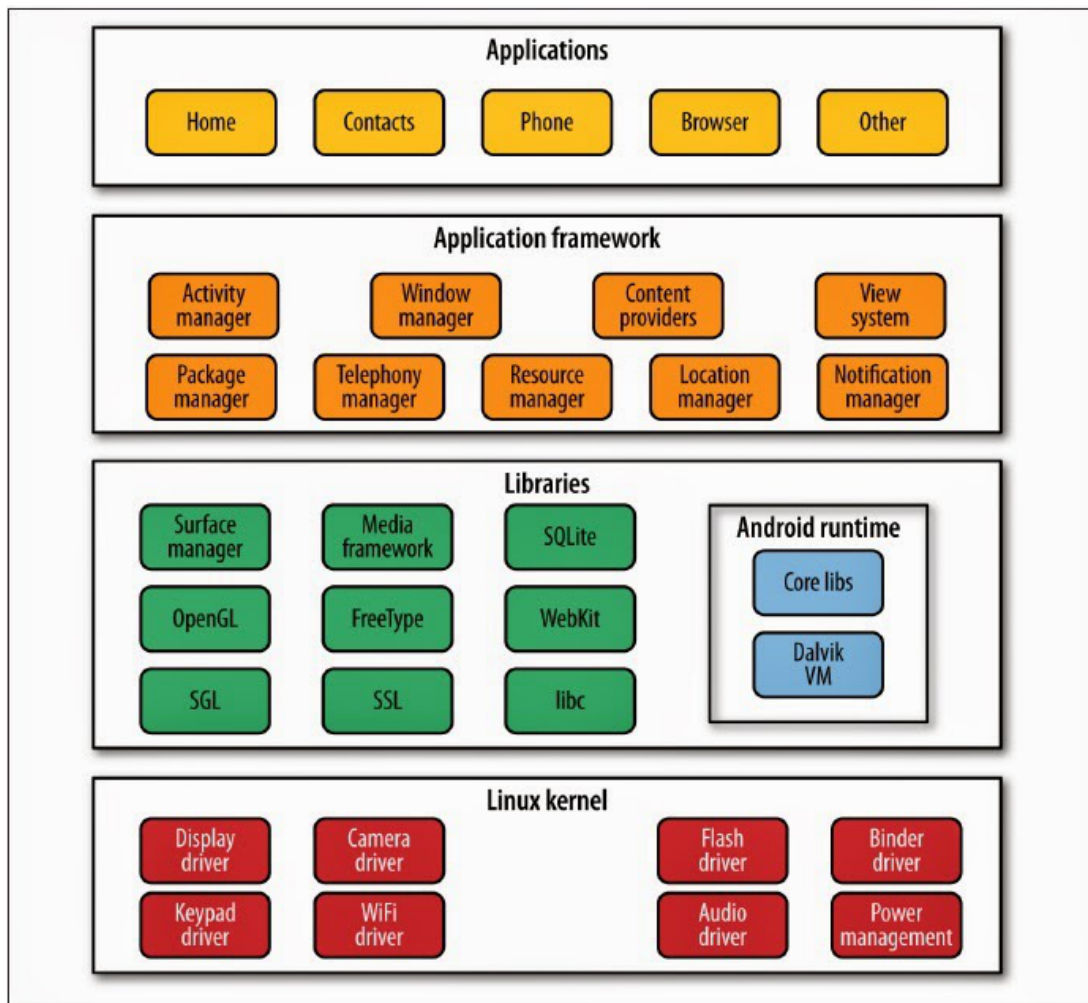 Applications
Home
Contacts
Phone
Browser
Other
Application framework
Activity
manager
Window
manager
Content
providers
View
system
Package
manager
Telephony
manager
Resource
manager
Location
manager
Notification
manager
Libraries
Surface
manager
Media
framework
SQLite
OpenGL
FreeType
WebKit
SGL
SSL
libc
Android runtime
Core libs
Dalvik
VM
Linux kernel
Display
driver
Camera
driver
Flash
driver
Binder
driver
Keypad
driver
WiFi
driver
Audio
driver
Power
management